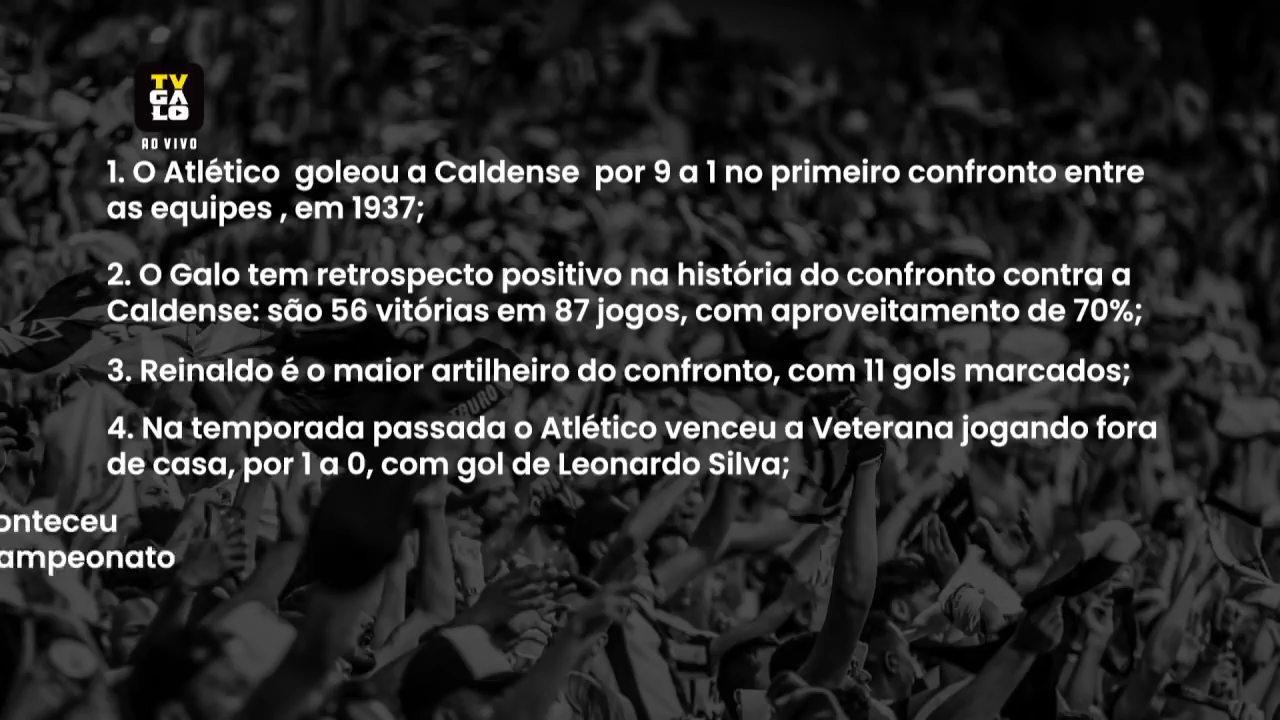 TV
GA
LO
AO VIVO
1. O Atlético goleou a Caldense por 9 a 1 no primeiro confronto entre
as equipes , em 1937;
2. O Galo tem retrospecto positivo na história do confronto contra a
Caldense: são 56 vitórias em 87 jogos, com aproveitamento de 70%;
3. Reinaldo é o maior artilheiro do confronto, com 11 gols marcados;
4. Na temporada passada o Atlético venceu a Veterana jogando fora
de casa, por 1 a 0, com gol de Leonardo Silva;
onteceu
ampeonato